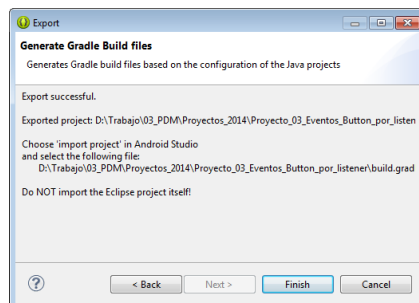 Export
Generate Gradle Build files
Generates Gradle build files based on the configuration of the Java projects
Export successful.
Exported project: D:\Trabajo\03_PDM\Proyectos_2014\Proyecto_03_Eventos_Button_por_listen
Choose 'import project' in Android Studio
and select the following file:
D:\Trabajo\03_PDM\Proyectos_2014\Proyecto_03_Eventos_Button_por_listener\build.grad
Do NOT import the Eclipse project itself!
?
< Back
Next >
Finish
Cancel